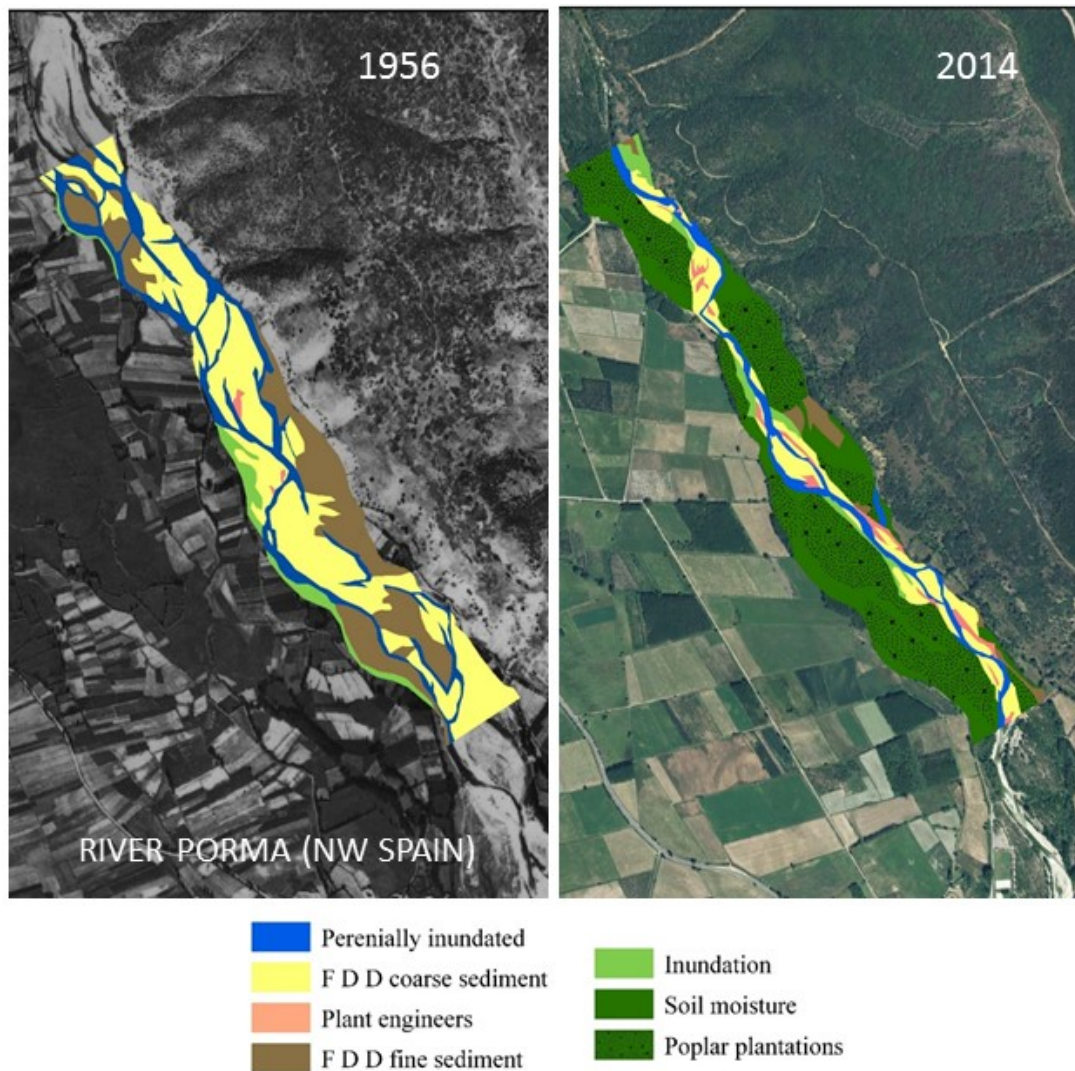 1956
2014
RIVER PORMA (NW SPAIN)
Perenially inundated
F D D coarse sediment
Plant engineers
F D D fine sediment
Inundation
Soil moisture
Poplar plantations